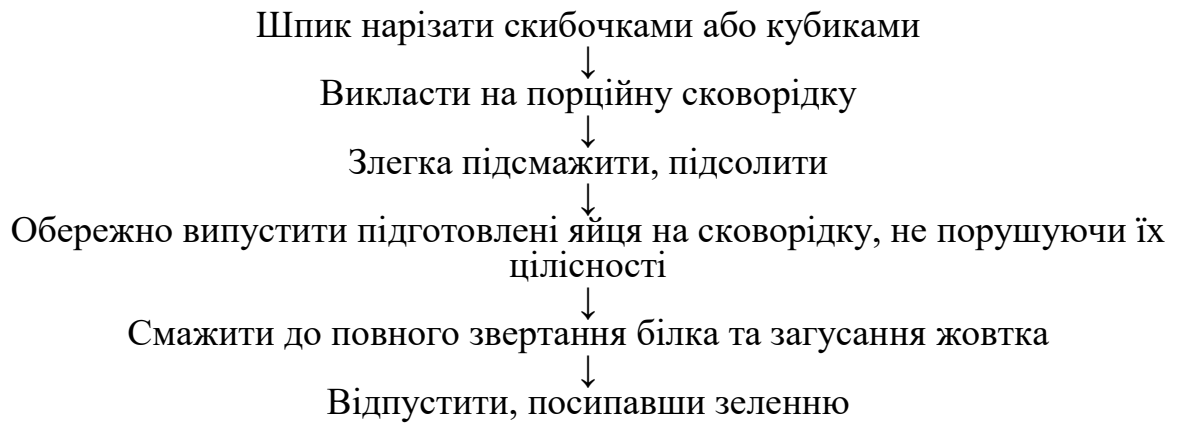 Шпик нарізати скибочками або кубиками
↓
Викласти на порційну сковорідку
↓
Злегка підсмажити, підсолити
↓
Обережно випустити підготовлені яйця на сковорідку, не порушуючи їх
цілісності
↓
Смажити до повного звертання білка та загусання жовтка
↓
Відпустити, посипавши зеленню